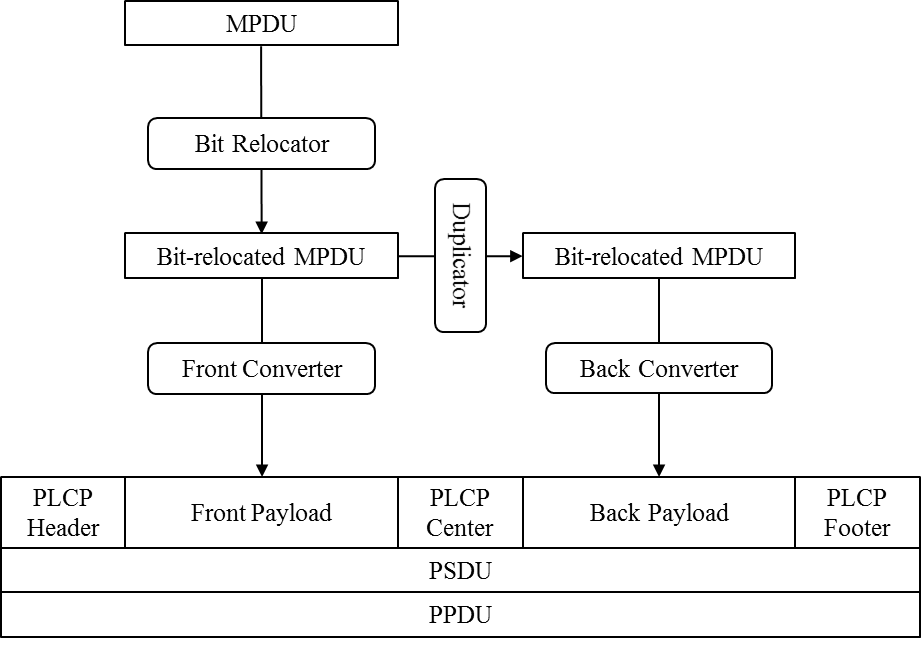 MPDU
Bit Relocator
Duplicator
Bit-relocated MPDU
Bit-relocated MPDU
Front Converter
Back Converter
PLCP
Header
Front Payload
PLCP
Center
Back Payload
PLCP
Footer
PSDU
PPDU